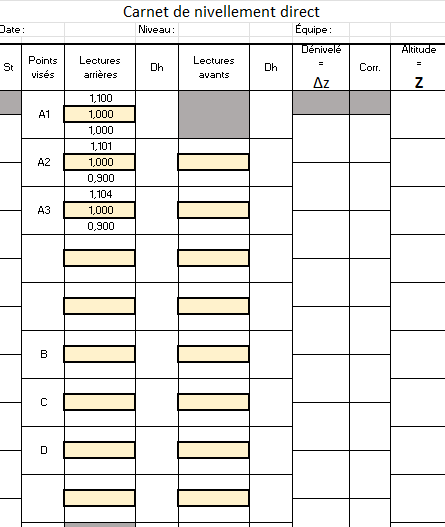 Carnet de nivellement direct
Date :
Niveau :
Équipe :
St
Points
visés
Lectures
arrières
Dh
Lectures
avants
Dh
Dénivelé
=
Δz
Corr.
Altitude
=
Z
A1
1,100
1,000
1,000
A2
1,101
1,000
0,900
A3
1,104
1,000
0,900
B
C
D